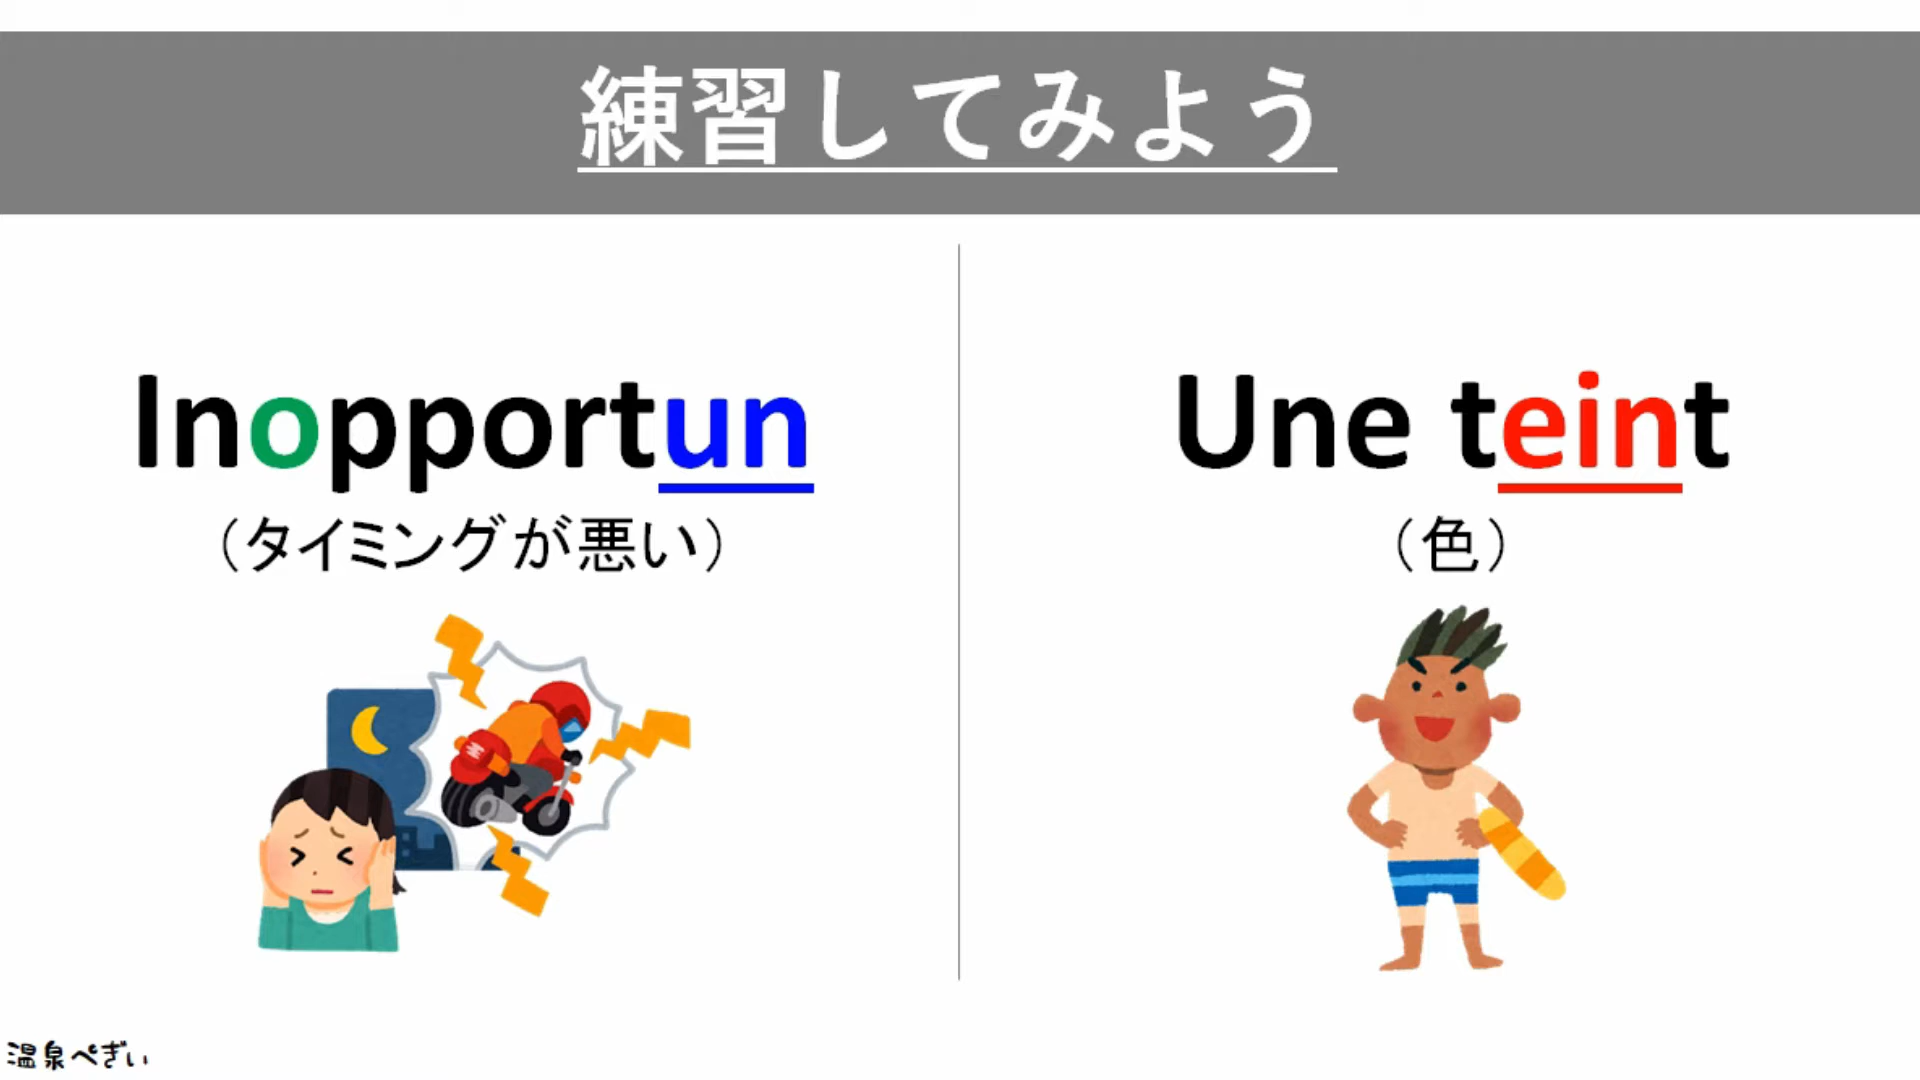 練習してみよう
Inopportun
（タイミングが悪い）
Une teint
（色）
温泉ぺぎぃ